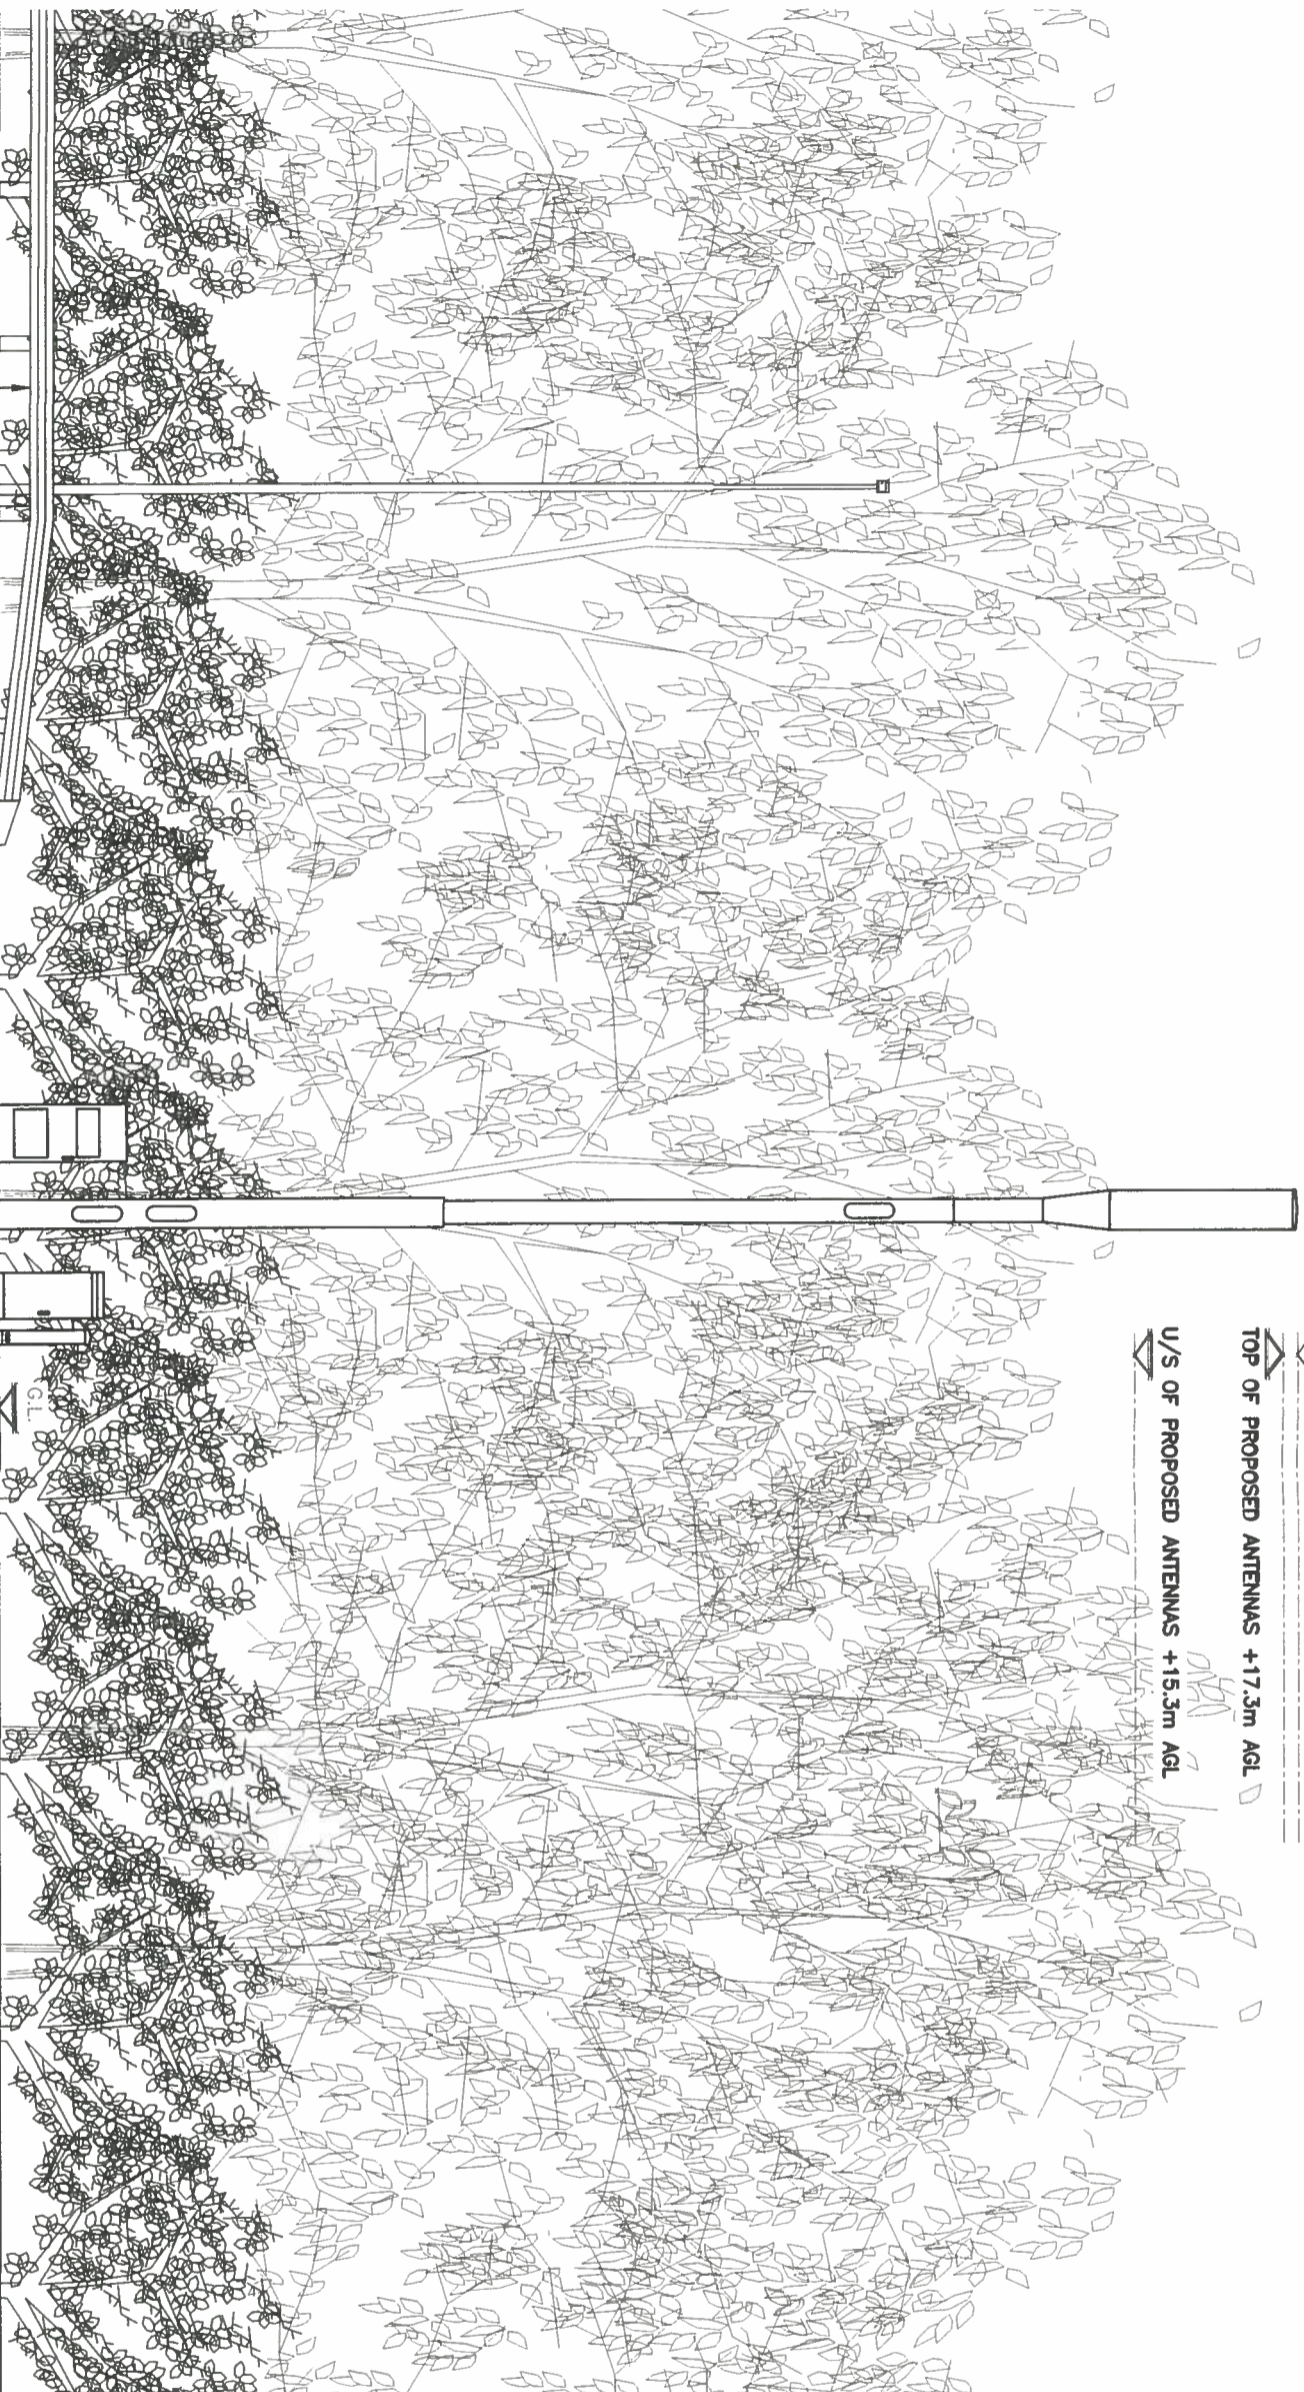 TOP OF PROPOSED ANTENNAS +17.3m AGL
U/S OF PROPOSED ANTENNAS +15.3m AGL
G.L.